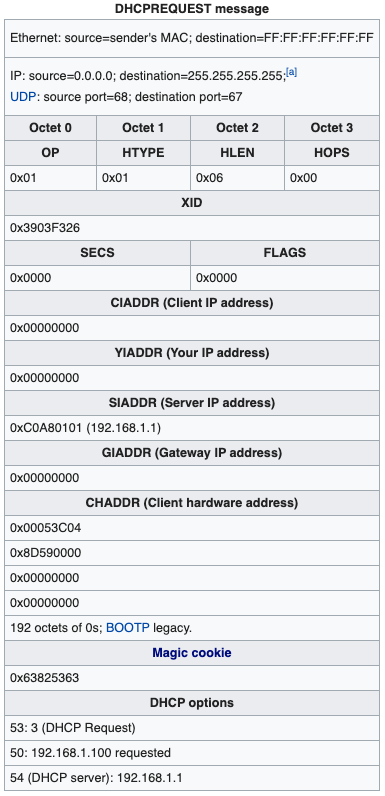 DHCPREQUEST message
Ethernet: source=sender's MAC; destination=FF:FF:FF:FF:FF:FF
IP: source=0.0.0.0; destination=255.255.255.255;[a]
UDP: source port=68; destination port=67
Octet 0 Octet 1 Octet 2 Octet 3
OP HTYPE HLEN HOPS
0x01 0x01 0x06 0x00
XID
0x3903F326
SECS FLAGS
0x0000 0x0000
CIADDR (Client IP address)
0x00000000
YIADDR (Your IP address)
0x00000000
SIADDR (Server IP address)
0xC0A80101 (192.168.1.1)
GIADDR (Gateway IP address)
0x00000000
CHADDR (Client hardware address)
0x00053C04
0x8D590000
0x00000000
0x00000000
192 octets of 0s; BOOTP legacy.
Magic cookie
0x63825363
DHCP options
53: 3 (DHCP Request)
50: 192.168.1.100 requested
54 (DHCP server): 192.168.1.1